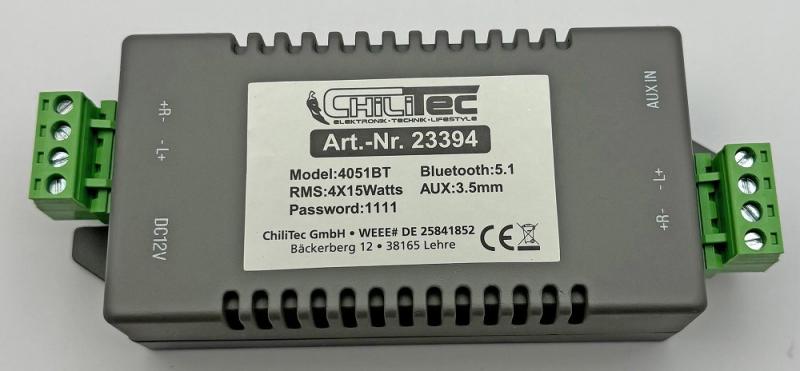 CHiLiTEC
ELEKTRONIK•TECHNIK•LIFESTYLE
Art.-Nr. 23394
Model:4051BT Bluetooth:5.1
RMS:4X15Watts AUX:3.5mm
Password:1111
ChiliTec GmbH • WEEE# DE 25841852
Bäckerberg 12 • 38165 Lehre
CE
+R- -L+
DC12V
AUX IN
+R- -L+